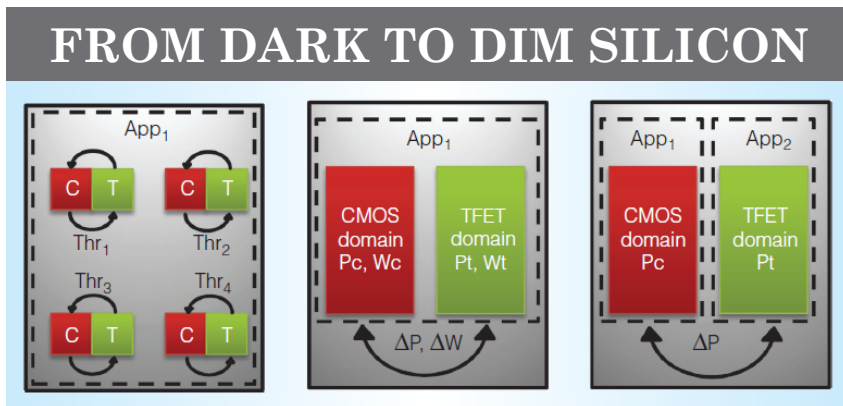 FROM DARK TO DIM SILICON
App₁
C T
C T
Thr₁
Thr₂
Thr₃
Thr₄
C T
C T
App₁
CMOS
domain
Pc, Wc
TFET
domain
Pt, Wt
ΔP, ΔW
App₁
CMOS
domain
Pc
App₂
TFET
domain
Pt
ΔP